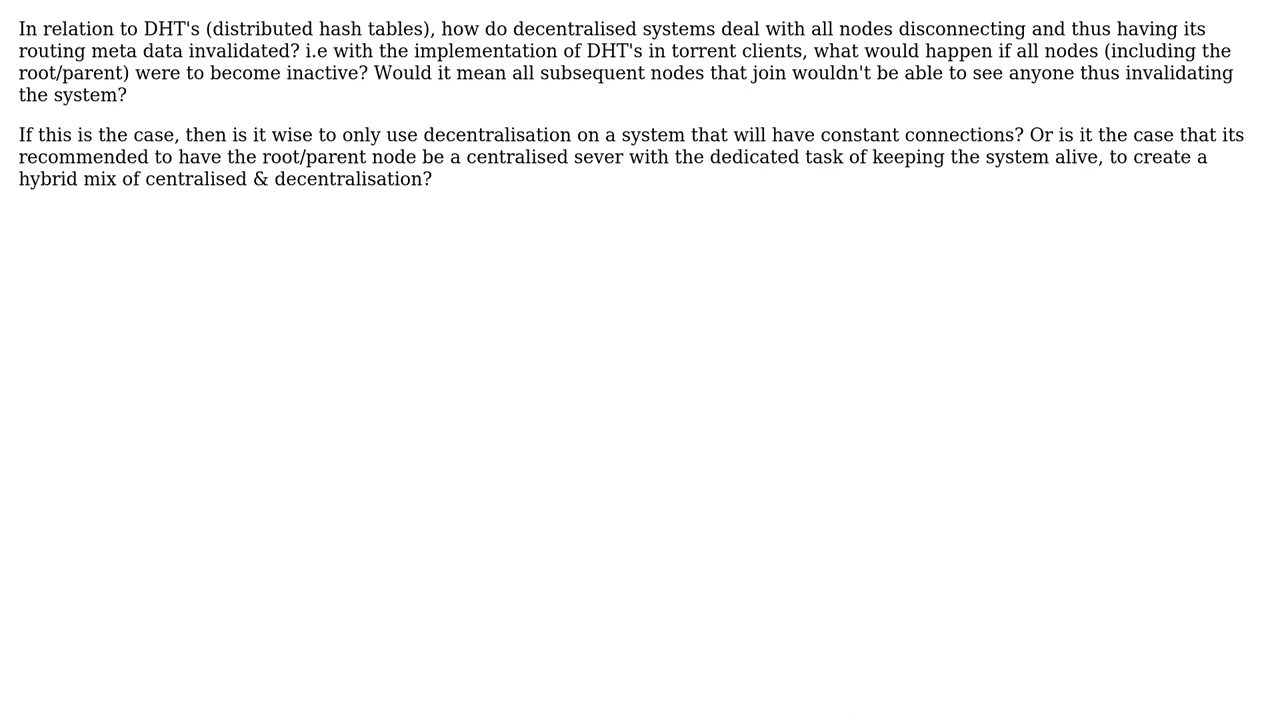 In relation to DHT's (distributed hash tables), how do decentralised systems deal with all nodes disconnecting and thus having its
routing meta data invalidated? i.e with the implementation of DHT's in torrent clients, what would happen if all nodes (including the
root/parent) were to become inactive? Would it mean all subsequent nodes that join wouldn't be able to see anyone thus invalidating
the system?
If this is the case, then is it wise to only use decentralisation on a system that will have constant connections? Or is it the case that its
recommended to have the root/parent node be a centralised sever with the dedicated task of keeping the system alive, to create a
hybrid mix of centralised & decentralisation?